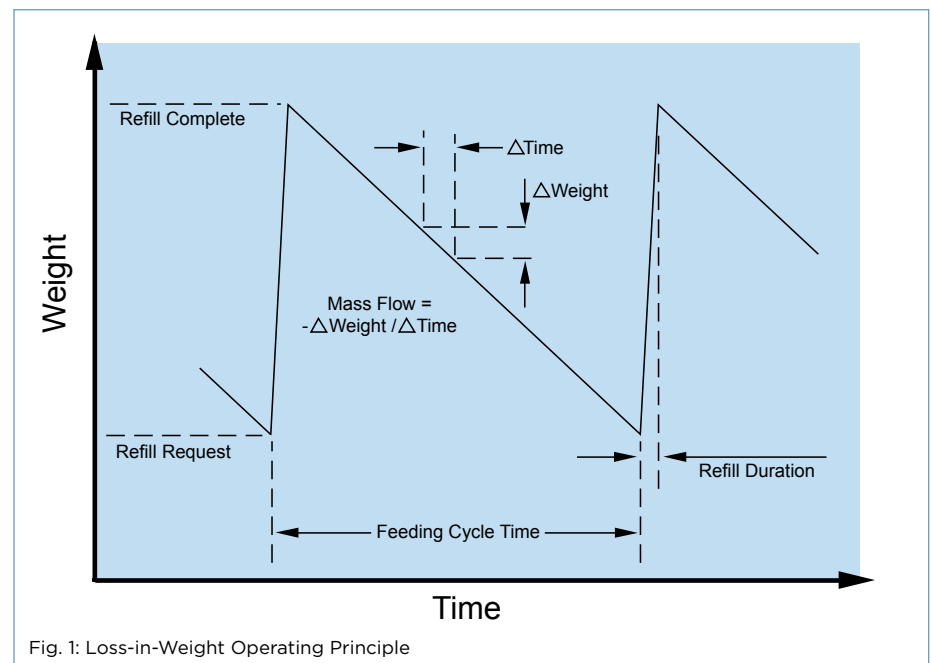 Refill Complete
△Time
△Weight
Weight
Mass Flow =
-△Weight /△Time
Refill Request
Refill Duration
Feeding Cycle Time
Time
Fig. 1: Loss-in-Weight Operating Principle